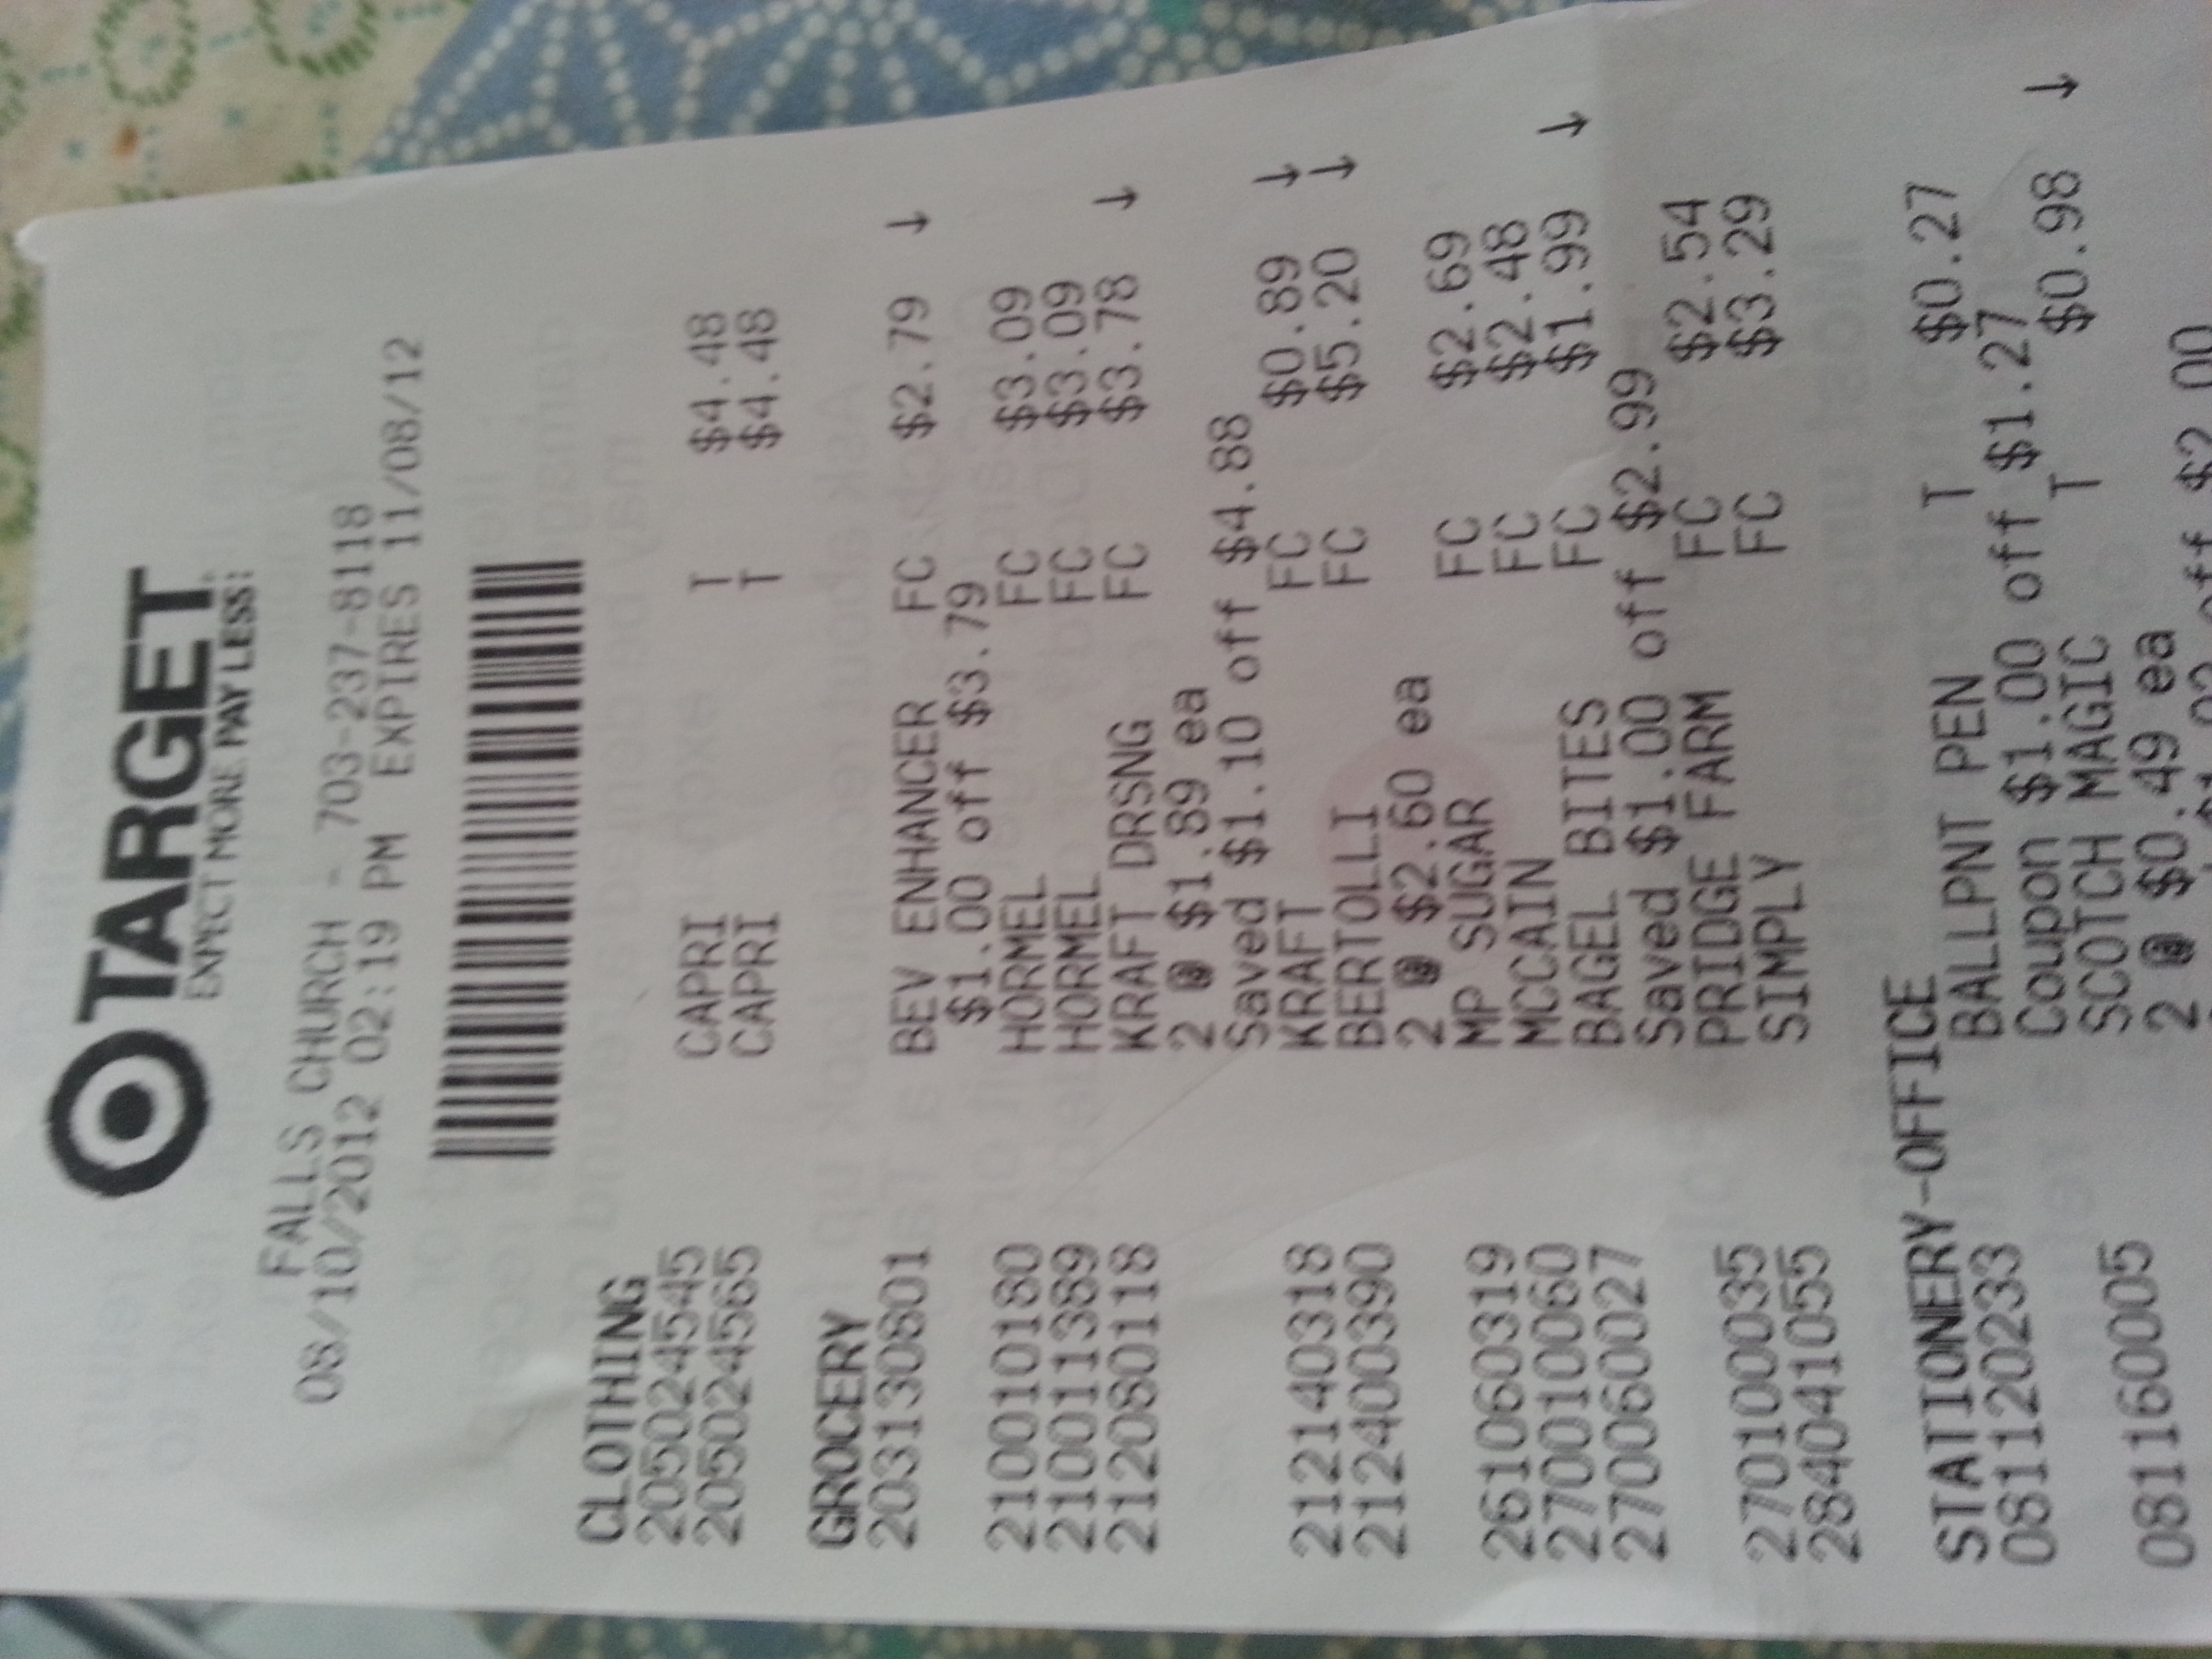 TARGET
EXPECT MORE. PAY LESS.
FALLS CHURCH - 703-237-8118
08/10/2012 02:19 PM EXPIRES 11/08/12
CLOTHING
205024545 CAPRI T $4.48
205024565 CAPRI T $4.48
GROCERY
203130801 BEV ENHANCER FC $2.79 ↓
$1.00 off $3.79
210010180 HORMEL FC $3.09
210011389 HORMEL FC $3.09
212080118 KRAFT DRSNG FC $3.78 ↓
2 @ $1.89 ea
Saved $1.10 off $4.88
212140318 KRAFT FC $0.89 ↓
212400390 BERTOLLI FC $5.20 ↓
2 @ $2.60 ea
261060319 MP SUGAR FC $2.69
270010060 MCCAIN FC $2.48
270060027 BAGEL BITES FC $1.99 ↓
Saved $1.00 off $2.99
270100035 PRIDGE FARM FC $2.54
284041055 SIMPLY FC $3.29
STATIONERY-OFFICE
081120233 BALLPNT PEN T $0.27
Coupon $1.00 off $1.27
081160005 SCOTCH MAGIC T $0.98 ↓
2 @ $0.49 ea
off $2.00